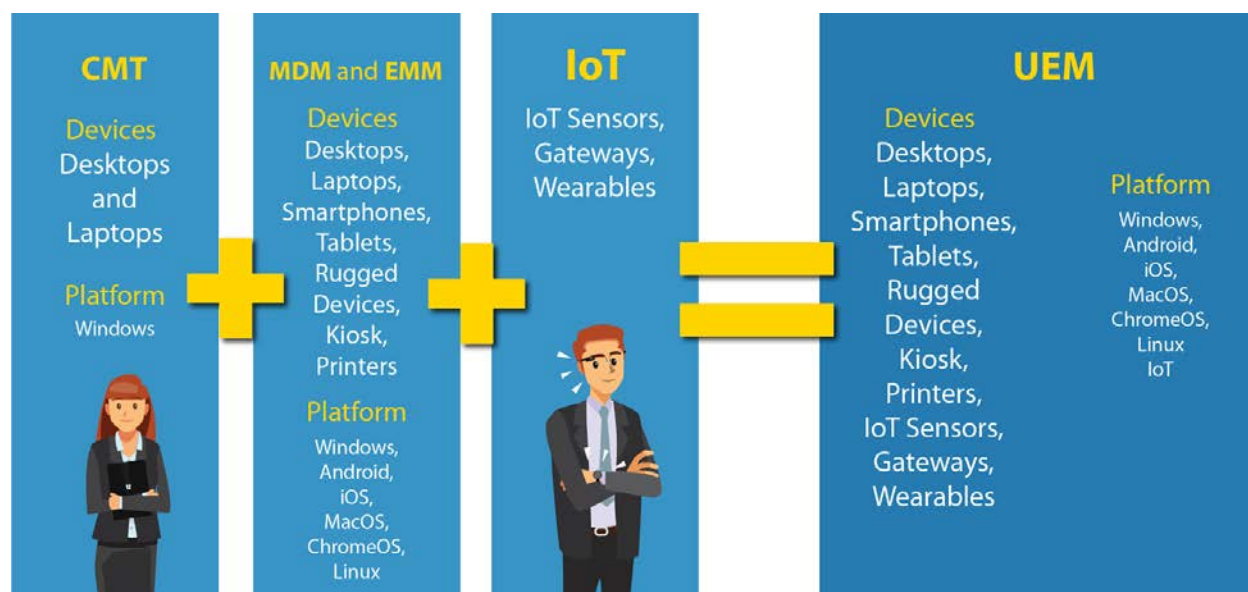 CMT
Devices
Desktops
and
Laptops
Platform
Windows
MDM and EMM
Devices
Desktops,
Laptops,
Smartphones,
Tablets,
Rugged
Devices,
Kiosk,
Printers
Platform
Windows,
Android,
iOS,
MacOS,
ChromeOS,
Linux
IoT
IoT Sensors,
Gateways,
Wearables
UEM
Devices
Desktops,
Laptops,
Smartphones,
Tablets,
Rugged
Devices,
Kiosk,
Printers,
IoT Sensors,
Gateways,
Wearables
Platform
Windows,
Android,
iOS,
MacOS,
ChromeOS,
Linux
IoT